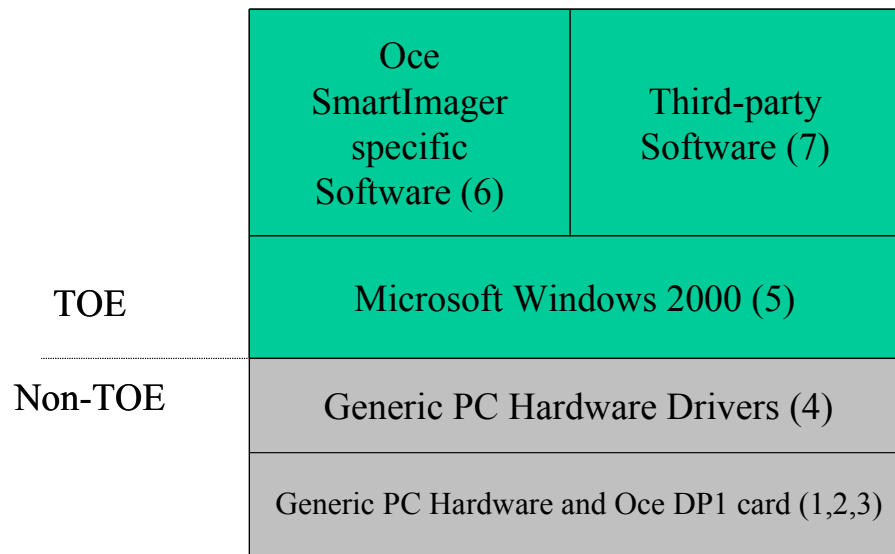 Oce
SmartImager
specific
Software (6)
Third-party
Software (7)
TOE
Microsoft Windows 2000 (5)
Non-TOE
Generic PC Hardware Drivers (4)
Generic PC Hardware and Oce DP1 card (1,2,3)